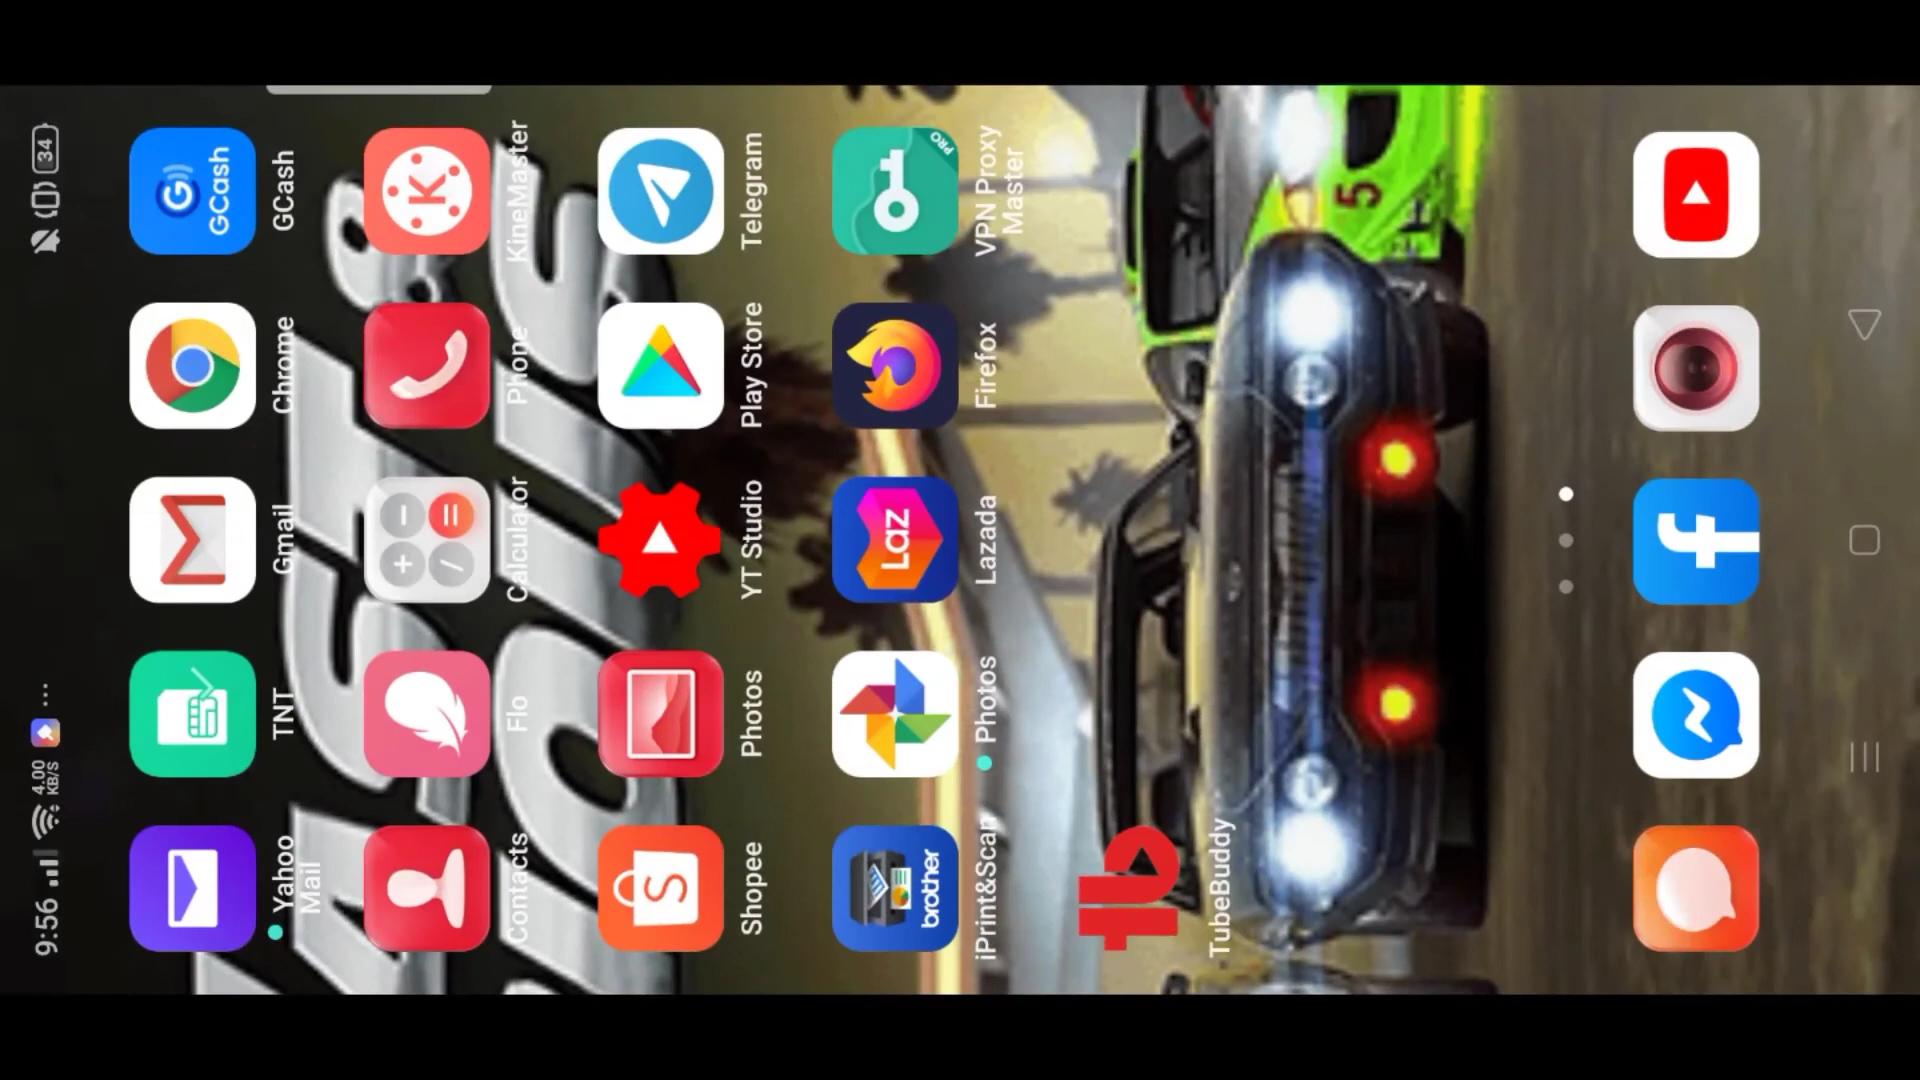 9:56 4.00 KB/S ... 34
G GCash
Yahoo Mail TNT Gmail Chrome GCash
K
Contacts Flo Calculator Phone KineMaster
S
Shopee Photos YT Studio Play Store Telegram
brother Laz PRO
iPrint&Scan Photos Lazada Firefox VPN Proxy Master
TubeBuddy
5